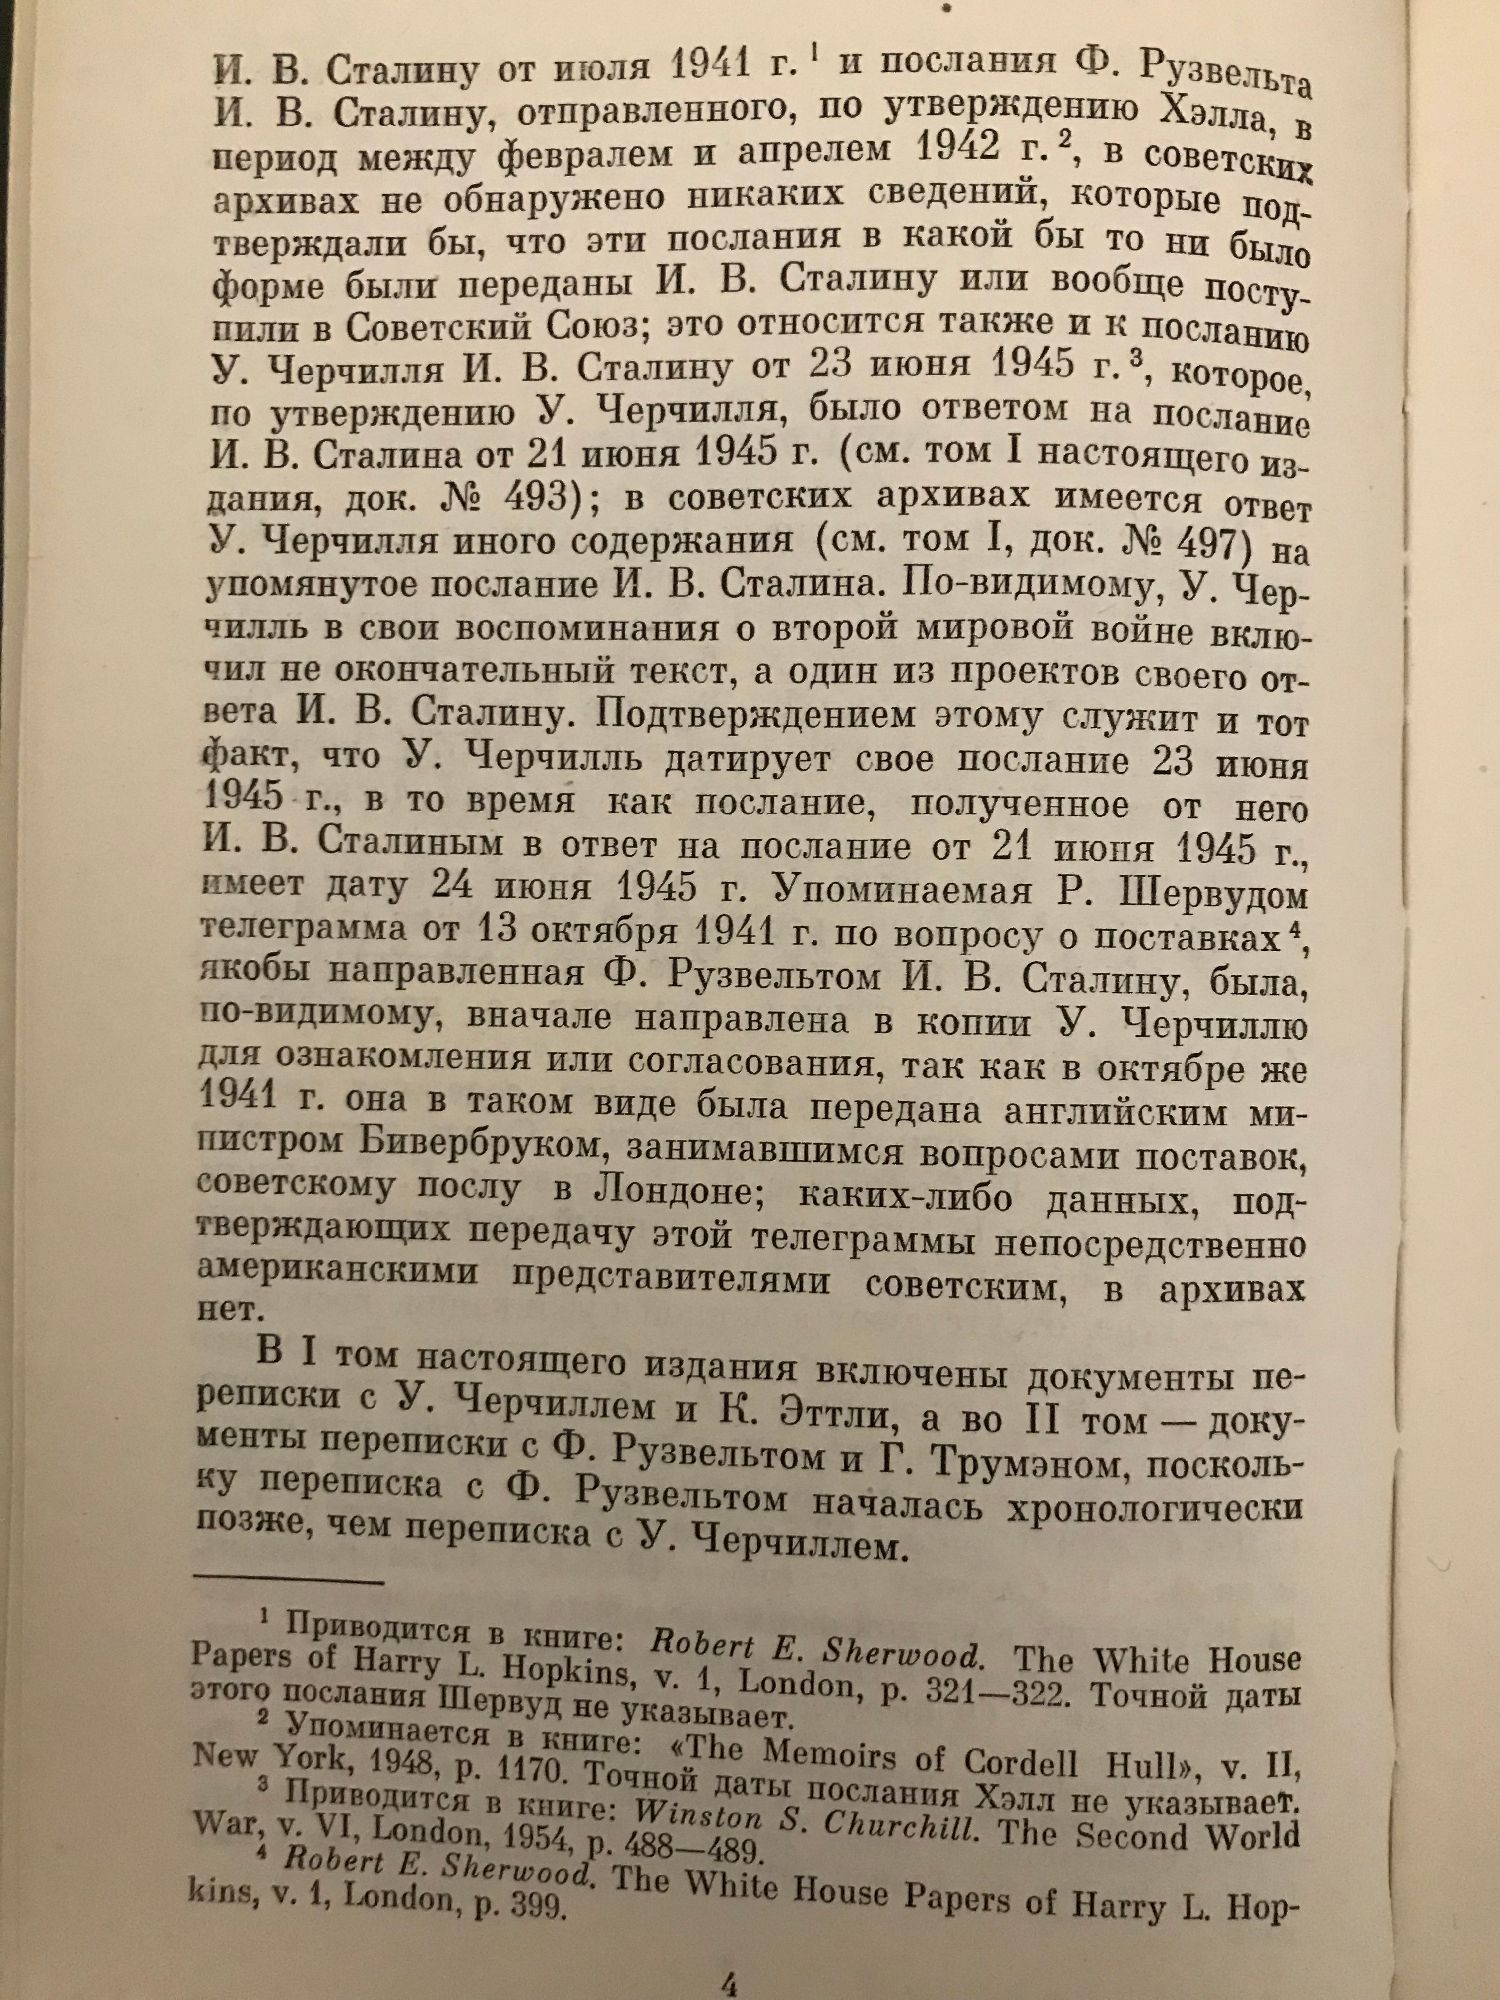 И. В. Сталину от июля 1941 г. ¹ и послания Ф. Рузвельта
И. В. Сталину, отправленного, по утверждению Хэлла, в
период между февралем и апрелем 1942 г. ², в советских
архивах не обнаружено никаких сведений, которые под-
тверждали бы, что эти послания в какой бы то ни было
форме были переданы И. В. Сталину или вообще посту-
пили в Советский Союз; это относится также и к посланию
У. Черчилля И. В. Сталину от 23 июня 1945 г. ³, которое,
по утверждению У. Черчилля, было ответом на послание
И. В. Сталина от 21 июня 1945 г. (см. том I настоящего из-
дания, док. № 493); в советских архивах имеется ответ
У. Черчилля иного содержания (см. том I, док. № 497) на
упомянутое послание И. В. Сталина. По-видимому, У. Чер-
чилль в свои воспоминания о второй мировой войне вклю-
чил не окончательный текст, а один из проектов своего от-
вета И. В. Сталину. Подтверждением этому служит и тот
факт, что У. Черчилль датирует свое послание 23 июня
1945 г., в то время как послание, полученное от него
И. В. Сталиным в ответ на послание от 21 июня 1945 г.,
имеет дату 24 июня 1945 г. Упоминаемая Р. Шервудом
телеграмма от 13 октября 1941 г. по вопросу о поставках ⁴,
якобы направленная Ф. Рузвельтом И. В. Сталину, была,
по-видимому, вначале направлена в копии У. Черчиллю
для ознакомления или согласования, так как в октябре же
1941 г. она в таком виде была передана английским ми-
нистром Бивербруком, занимавшимся вопросами поставок,
советскому послу в Лондоне; каких-либо данных, под-
тверждающих передачу этой телеграммы непосредственно
американскими представителями советским, в архивах
нет.
В I том настоящего издания включены документы пе-
реписки с У. Черчиллем и К. Эттли, а во II том — доку-
менты переписки с Ф. Рузвельтом и Г. Трумэном, посколь-
ку переписка с Ф. Рузвельтом началась хронологически
позже, чем переписка с У. Черчиллем.
¹ Приводится в книге: Robert E. Sherwood. The White House
Papers of Harry L. Hopkins, v. 1, London, p. 321—322. Точной даты
этого послания Шервуд не указывает.
² Упоминается в книге: «The Memoirs of Cordell Hull», v. II,
New York, 1948, p. 1170. Точной даты послания Хэлл не указывает.
³ Приводится в книге: Winston S. Churchill. The Second World
War, v. VI, London, 1954, p. 488—489.
⁴ Robert E. Sherwood. The White House Papers of Harry L. Hop-
kins, v. 1, London, p. 399.
4